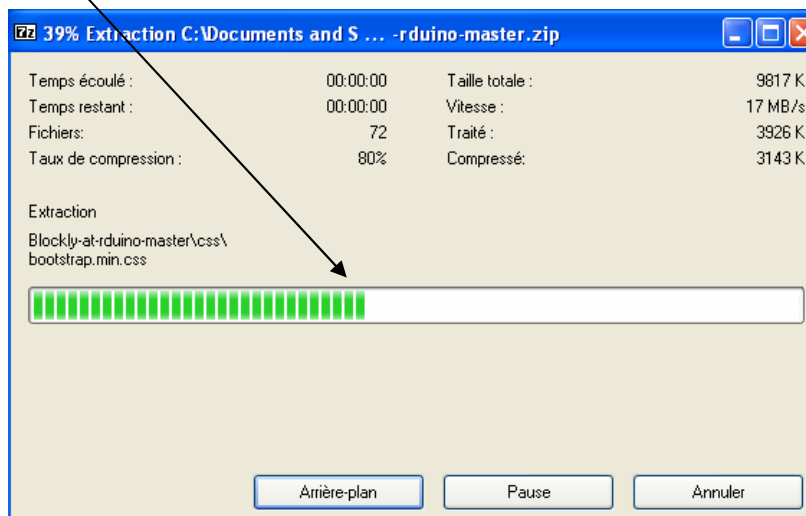 39% Extraction C:\Documents and S ... -rduino-master.zip
Temps écoulé : 00:00:00 Taille totale : 9817 K
Temps restant : 00:00:00 Vitesse : 17 MB/s
Fichiers: 72 Traité : 3926 K
Taux de compression : 80% Compressé: 3143 K
Extraction
Blockly-at-rduino-master\css\
bootstrap.min.css
Arrière-plan Pause Annuler